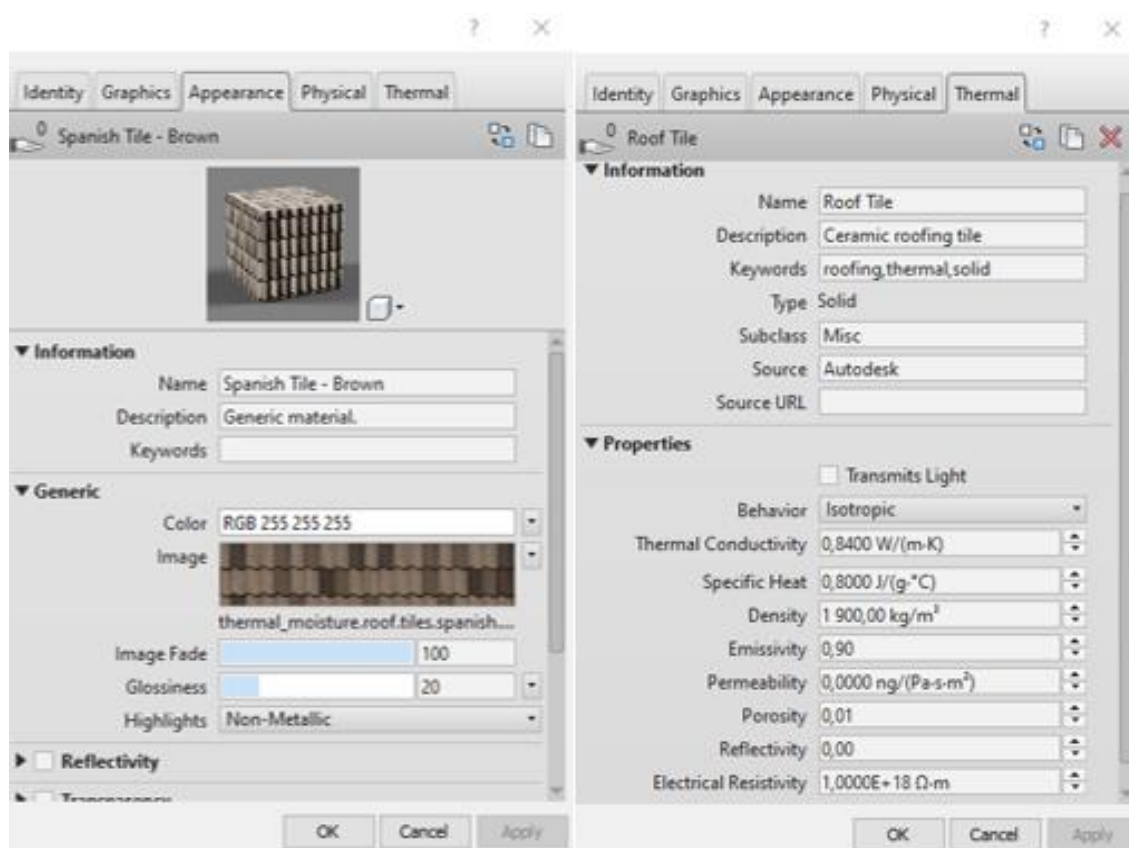 ?
Identity Graphics Appearance Physical Thermal
0 Spanish Tile - Brown
Information
Name Spanish Tile - Brown
Description Generic material.
Keywords
Generic
Color RGB 255 255 255
Image
thermal_moisture.roof.tiles.spanish....
Image Fade 100
Glossiness 20
Highlights Non-Metallic
Reflectivity
Transparency
OK Cancel Apply
?
Identity Graphics Appearance Physical Thermal
0 Roof Tile
Information
Name Roof Tile
Description Ceramic roofing tile
Keywords roofing,thermal,solid
Type Solid
Subclass Misc
Source Autodesk
Source URL
Properties
Transmits Light
Behavior Isotropic
Thermal Conductivity 0,8400 W/(m·K)
Specific Heat 0,8000 J/(g·°C)
Density 1 900,00 kg/m³
Emissivity 0,90
Permeability 0,0000 ng/(Pa·s·m²)
Porosity 0,01
Reflectivity 0,00
Electrical Resistivity 1,0000E+18 Ω·m
OK Cancel Apply